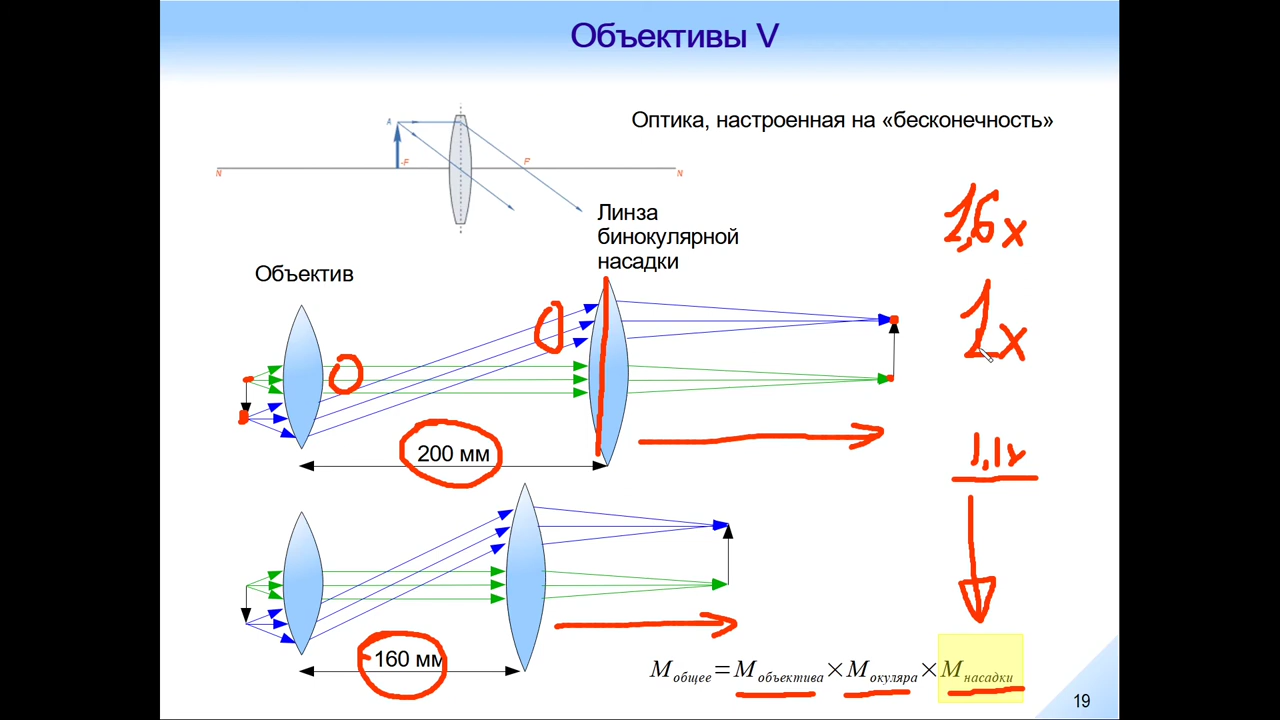 Объективы V
Оптика, настроенная на «бесконечность»
A
-F
F'
N
N
Линза
бинокулярной
насадки
Объектив
1,6x
1x
200 мм
1,1x
160 мм
M общее = M объектива × M окуляра × M насадки
19